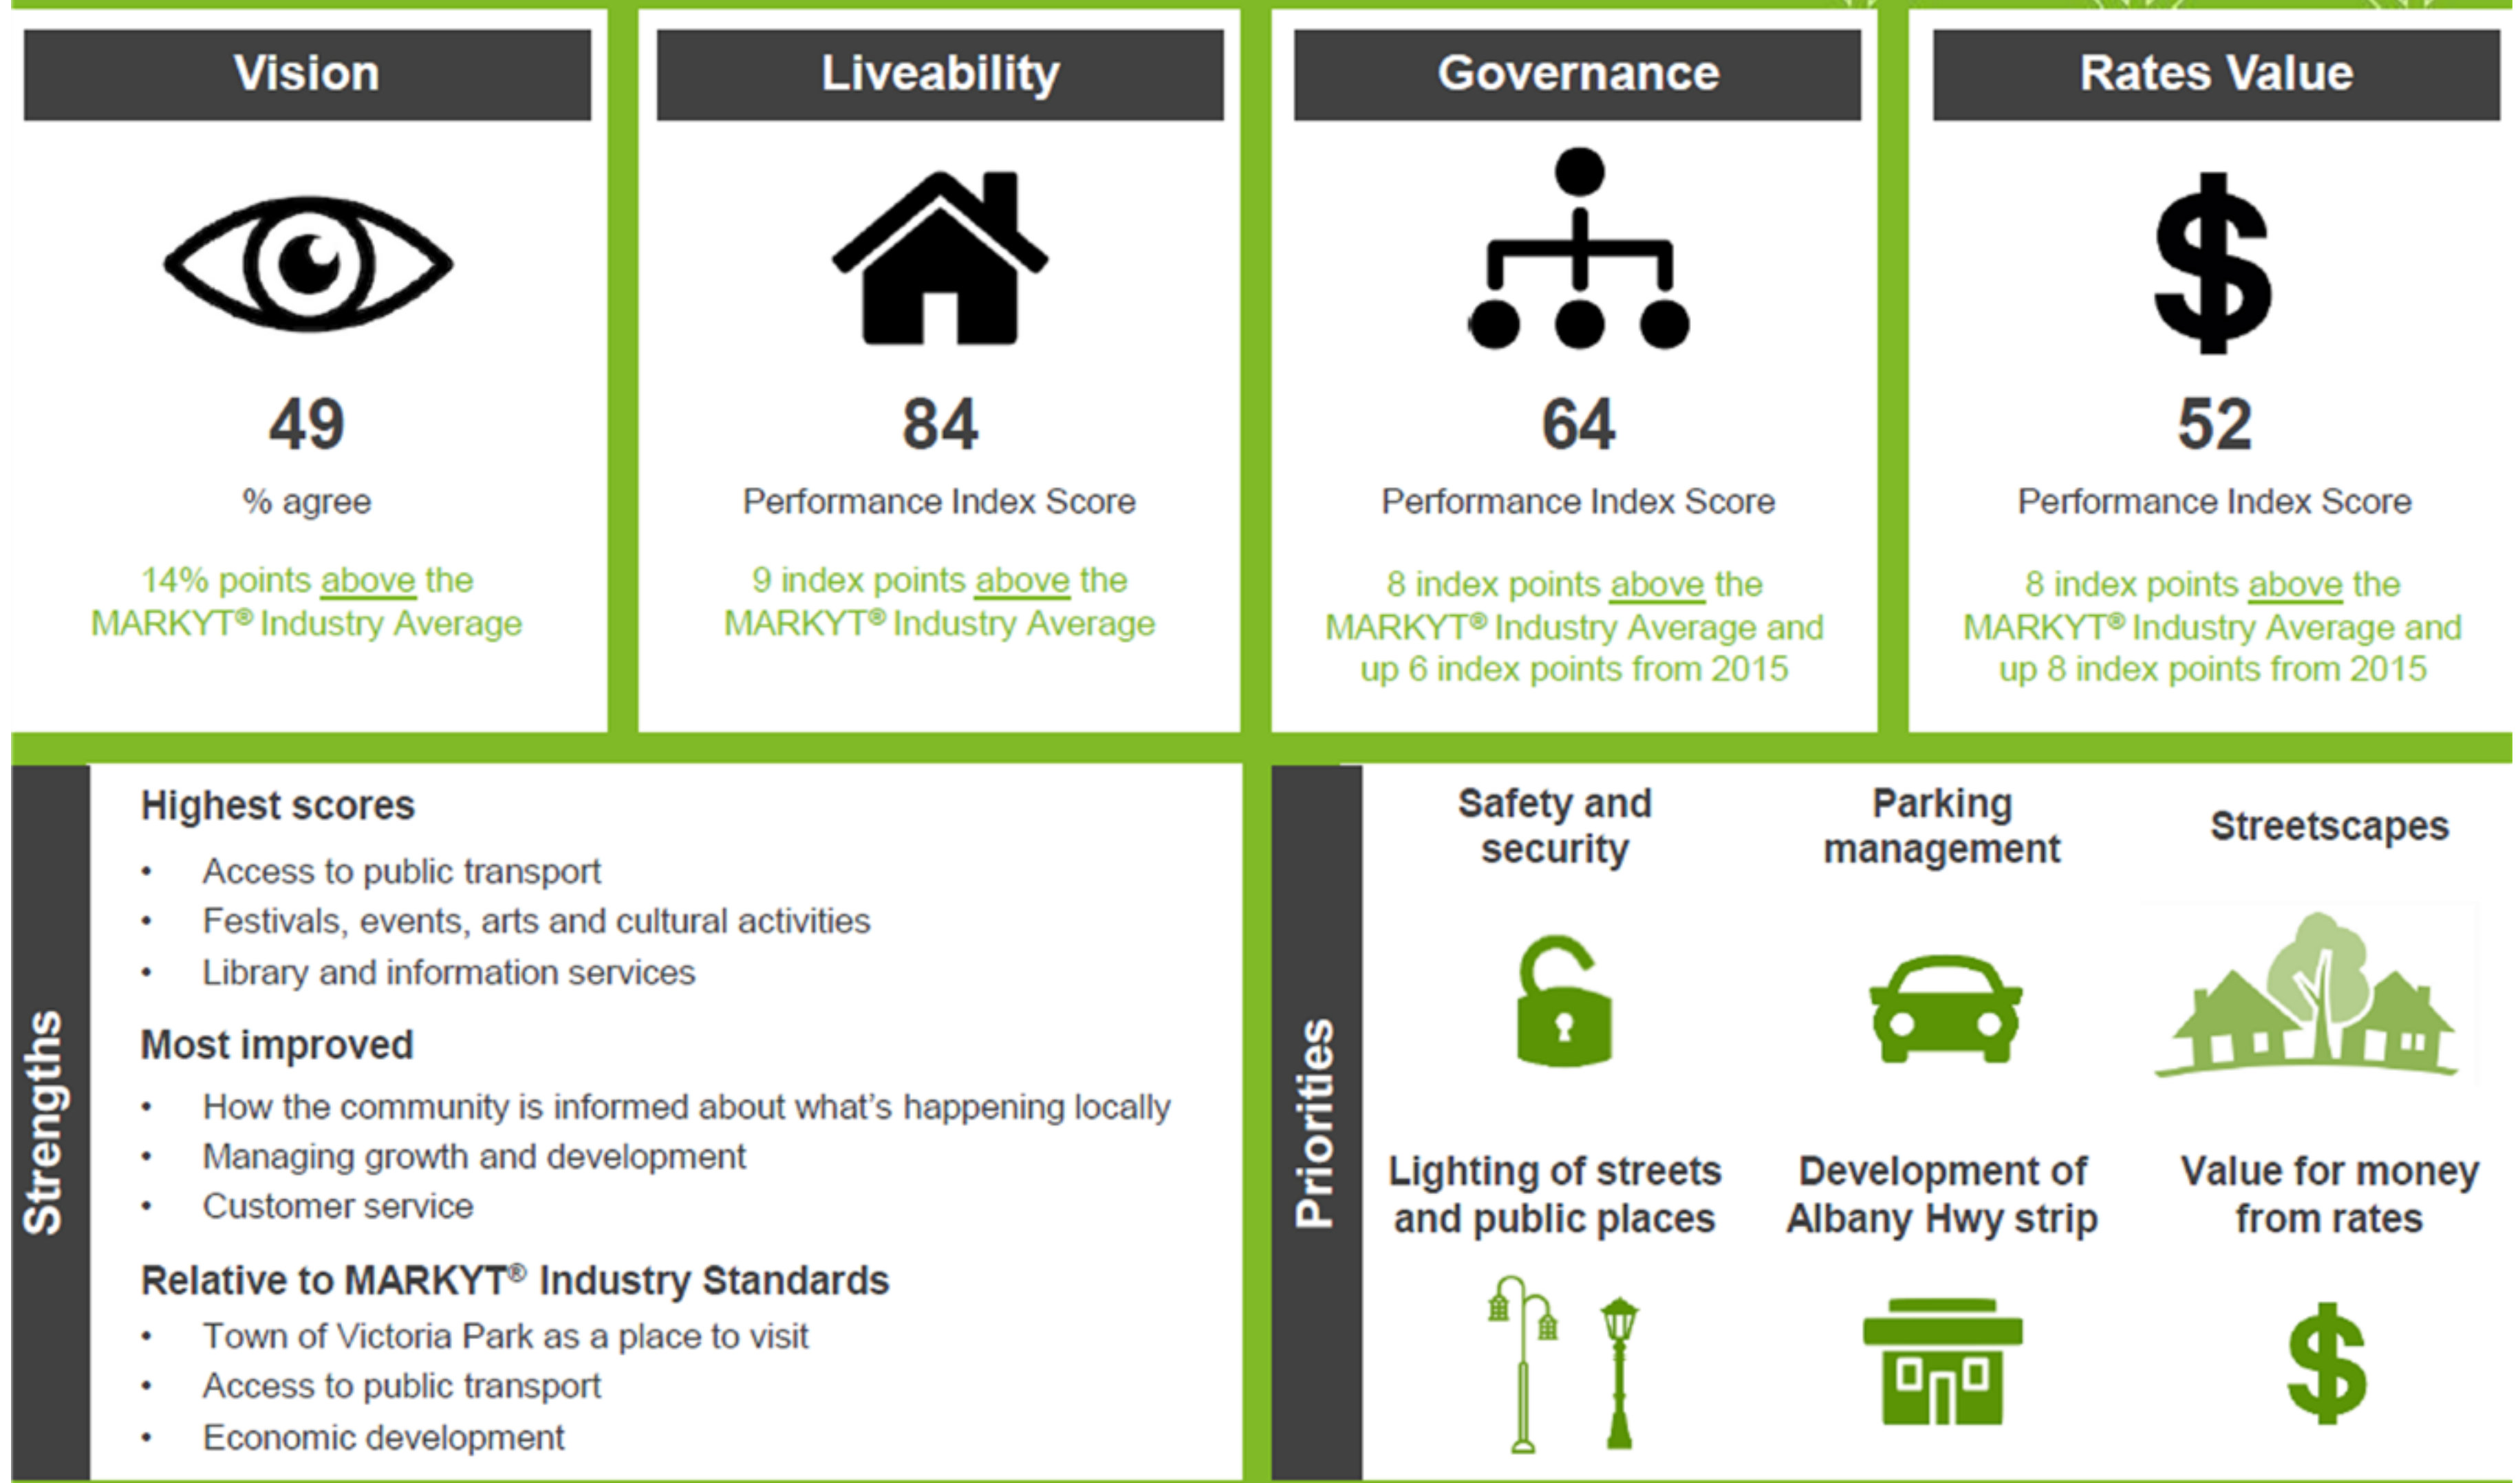 Vision
49
% agree
14% points above the
MARKYT® Industry Average
Liveability
84
Performance Index Score
9 index points above the
MARKYT® Industry Average
Governance
64
Performance Index Score
8 index points above the
MARKYT® Industry Average and
up 6 index points from 2015
Rates Value
$
52
Performance Index Score
8 index points above the
MARKYT® Industry Average and
up 8 index points from 2015
Strengths
Highest scores
• Access to public transport
• Festivals, events, arts and cultural activities
• Library and information services
Most improved
• How the community is informed about what's happening locally
• Managing growth and development
• Customer service
Relative to MARKYT® Industry Standards
• Town of Victoria Park as a place to visit
• Access to public transport
• Economic development
Priorities
Safety and
security
Parking
management
Streetscapes
Lighting of streets
and public places
Development of
Albany Hwy strip
Value for money
from rates
$